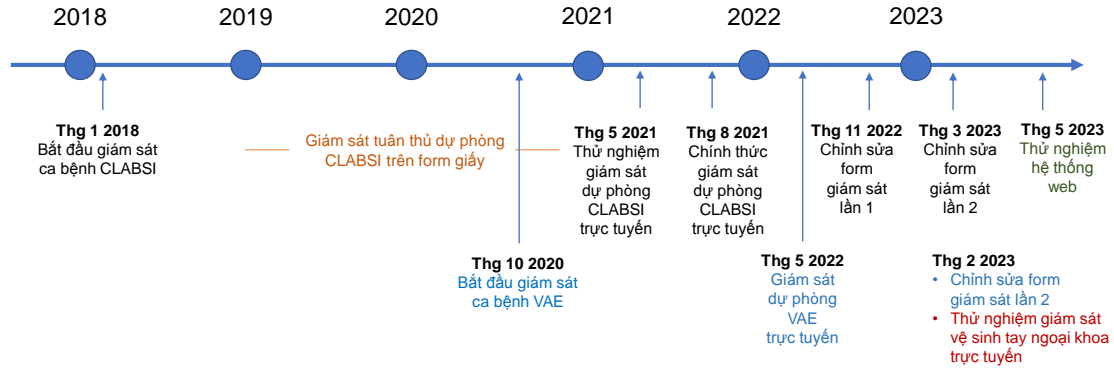 2018
2019
2020
2021
2022
2023
Thg 1 2018
Bắt đầu giám sát
ca bệnh CLABSI
Giám sát tuân thủ dự phòng
CLABSI trên form giấy
Thg 5 2021
Thử nghiệm
giám sát
dự phòng
CLABSI
trực tuyến
Thg 8 2021
Chính thức
giám sát
dự phòng
CLABSI
trực tuyến
Thg 11 2022
Chỉnh sửa
form
giám sát
lần 1
Thg 3 2023
Chỉnh sửa
form
giám sát
lần 2
Thg 5 2023
Thử nghiệm
hệ thống
web
Thg 10 2020
Bắt đầu giám sát
ca bệnh VAE
Thg 5 2022
Giám sát
dự phòng
VAE
trực tuyến
Thg 2 2023
• Chỉnh sửa form
giám sát lần 2
• Thử nghiệm giám sát
vệ sinh tay ngoại khoa
trực tuyến